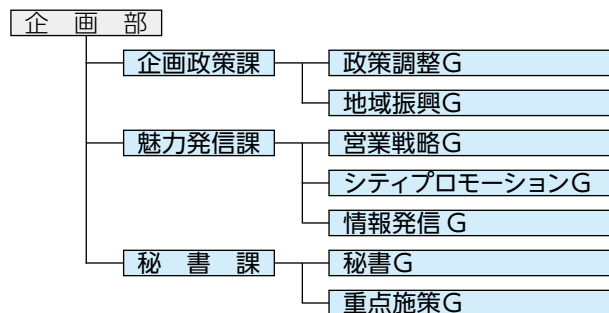 企画部
企画政策課
政策調整G
地域振興G
魅力発信課
営業戦略G
シティプロモーションG
情報発信 G
秘書課
秘書G
重点施策G